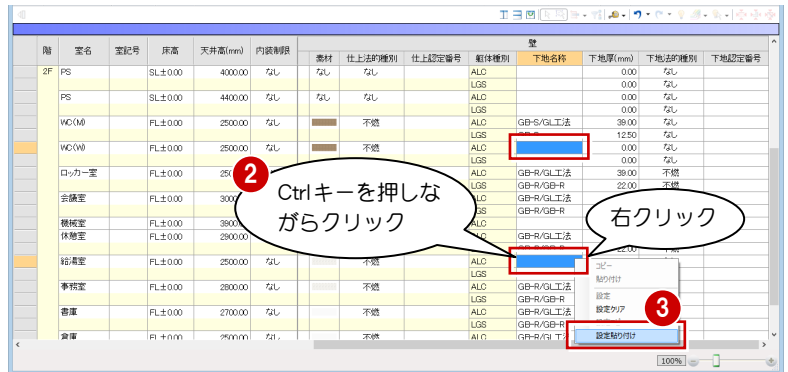 壁
階 室名 室記号 床高 天井高(mm) 内装制限 素材 仕上法的種別 仕上認定番号 躯体種別 下地名称 下地厚(mm) 下地法的種別 下地認定番号
2F PS SL±0.00 4000.00 なし なし なし ALC 0.00 なし
LGS 0.00 なし
PS SL±0.00 4400.00 なし なし なし ALC 0.00 なし
LGS 0.00 なし
WC(M) FL±0.00 2500.00 なし 不燃 ALC GB-S/GL工法 39.00 なし
LGS 12.50 なし
WC(W) FL±0.00 2500.00 なし 不燃 ALC 0.00 なし
LGS 0.00 なし
ロッカー室 FL±0.00 ALC GB-R/GL工法 39.00 不燃
LGS GB-R/GB-R 22.00 不燃
会議室 FL±0.00 GB-R/GL工法
GB-R/GB-R
機械室 FL±0.00
休憩室 FL±0.00 2900.00 GB-R/GL工法
22.00 不燃
給湯室 FL±0.00 2500.00 なし 不燃 ALC
LGS
事務室 FL±0.00 2800.00 なし 不燃 ALC GB-R/GL工法
LGS GB-R/GB-R
書庫 FL±0.00 2700.00 なし 不燃 ALC GB-R/GL工法
LGS GB-R/GB-R
倉庫 FL±0.00 2500.00 なし 不燃 ALC GB-R/GL工法
2
Ctrlキーを押しな
がらクリック
右クリック
コピー
貼り付け
設定
設定クリア
3
設定貼り付け
100%